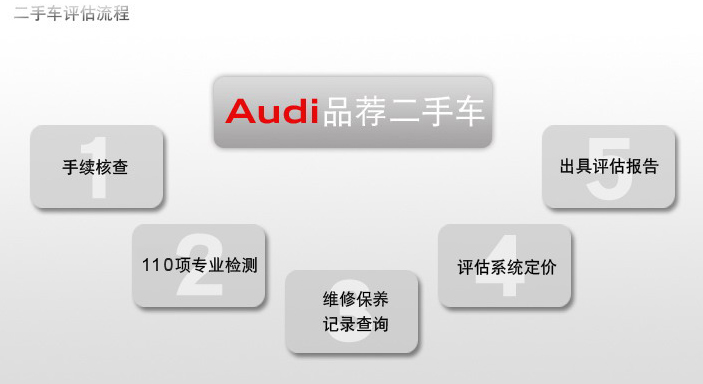 二手车评估流程
Audi品荐二手车
1
手续核查
2
110项专业检测
3
维修保养
记录查询
4
评估系统定价
5
出具评估报告